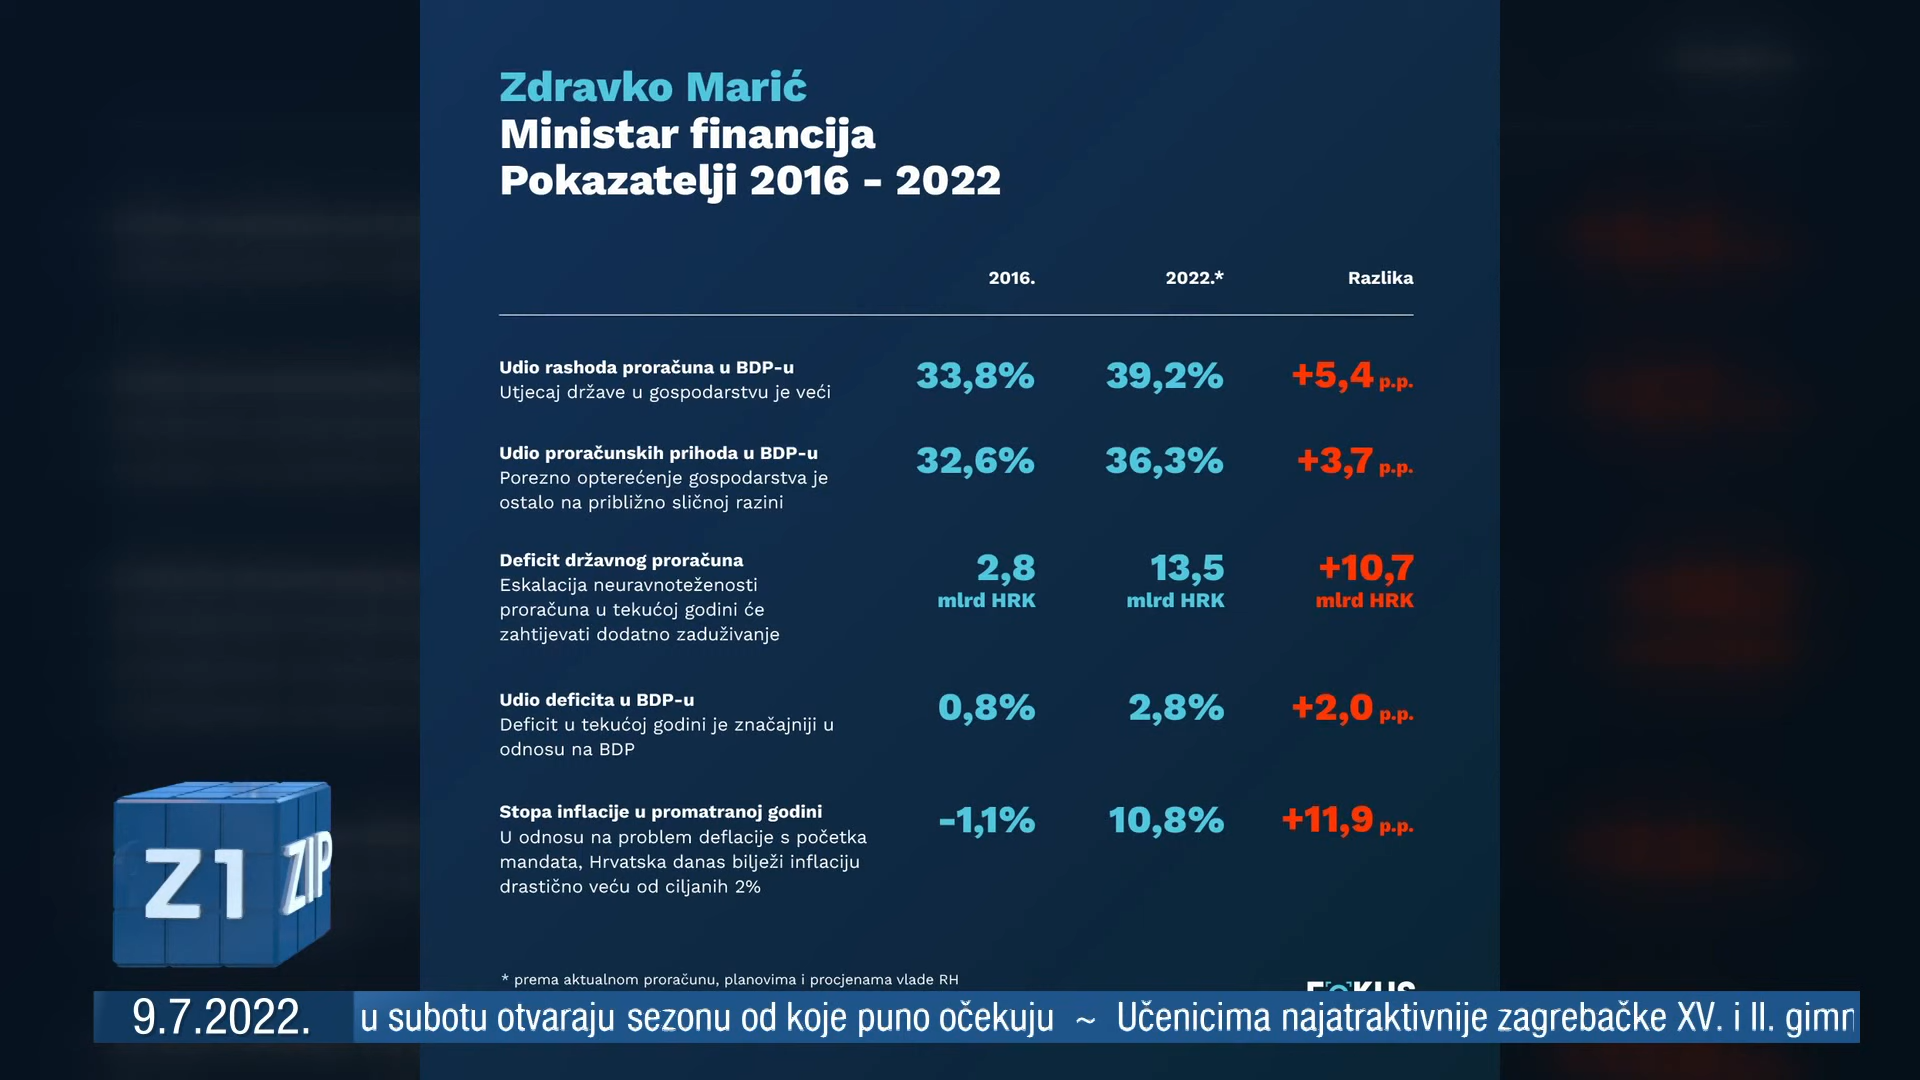 Zdravko Marić
Ministar financija
Pokazatelji 2016 - 2022
2016. 2022.* Razlika
Udio rashoda proračuna u BDP-u 33,8% 39,2% +5,4 p.p.
Utjecaj države u gospodarstvu je veći
Udio proračunskih prihoda u BDP-u 32,6% 36,3% +3,7 p.p.
Porezno opterećenje gospodarstva je
ostalo na približno sličnoj razini
Deficit državnog proračuna 2,8 13,5 +10,7
Eskalacija neuravnoteženosti mlrd HRK mlrd HRK mlrd HRK
proračuna u tekućoj godini će
zahtijevati dodatno zaduživanje
Udio deficita u BDP-u 0,8% 2,8% +2,0 p.p.
Deficit u tekućoj godini je značajniji u
odnosu na BDP
Stopa inflacije u promatranoj godini -1,1% 10,8% +11,9 p.p.
U odnosu na problem deflacije s početka
mandata, Hrvatska danas bilježi inflaciju
drastično veću od ciljanih 2%
* prema aktualnom proračunu, planovima i procjenama vlade RH
FOKUS
Z1 ZIP
9.7.2022. u subotu otvaraju sezonu od koje puno očekuju ~ Učenicima najatraktivnije zagrebačke XV. i II. gimn